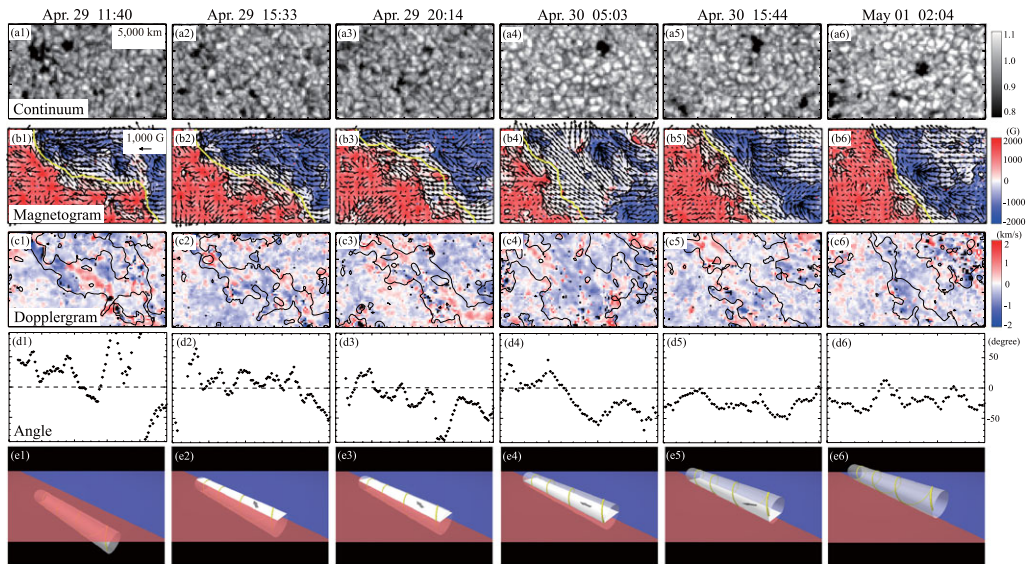 Apr. 29 11:40 Apr. 29 15:33 Apr. 29 20:14 Apr. 30 05:03 Apr. 30 15:44 May 01 02:04
(a1) 5,000 km (a2) (a3) (a4) (a5) (a6) 1.1
1.0
0.9
Continuum 0.8
(G)
(b1) 1,000 G (b2) (b3) (b4) (b5) (b6) 2000
1000
0
-1000
Magnetogram -2000
(km/s)
(c1) (c2) (c3) (c4) (c5) (c6) 2
1
0
-1
Dopplergram -2
(d1) (d2) (d3) (d4) (d5) (d6) (degree)
50
0
-50
Angle
(e1) (e2) (e3) (e4) (e5) (e6)